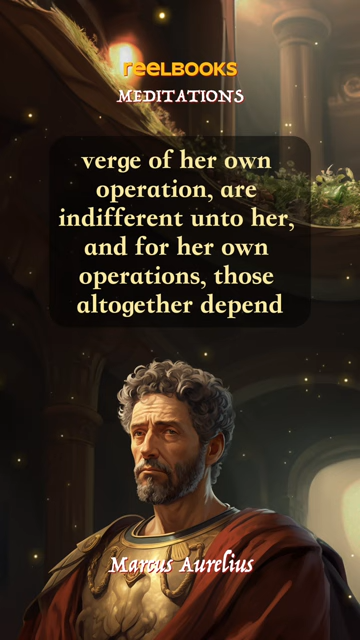 reelbooks
MEDITATIONS
verge of her own
operation, are
indifferent unto her,
and for her own
operations, those
altogether depend
Marcus Aurelius